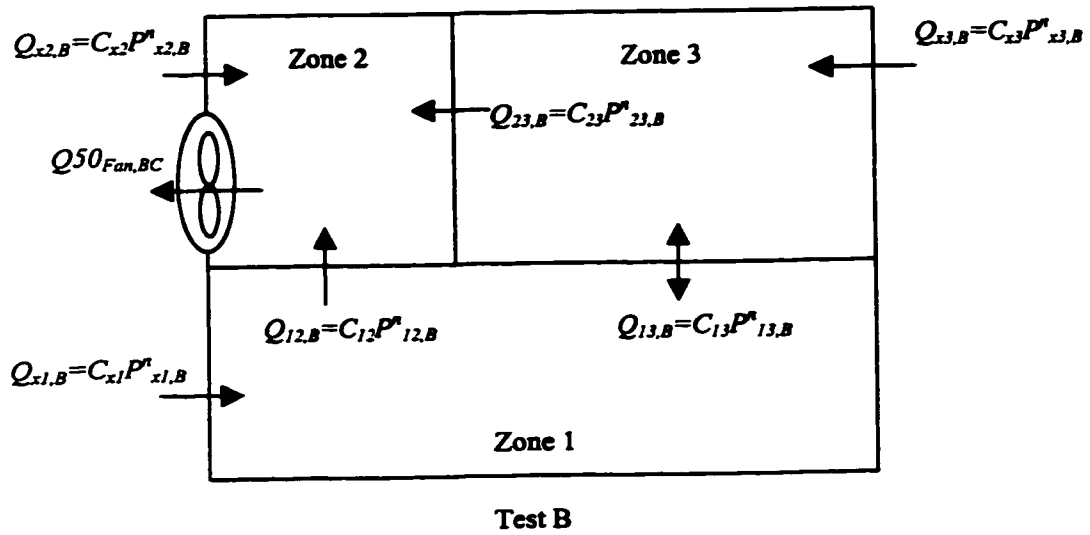 Qx2,B=Cx2Pⁿx2,B
Zone 2
Zone 3
Qx3,B=Cx3Pⁿx3,B
Q23,B=C23Pⁿ23,B
Q50Fan,BC
Q12,B=C12Pⁿ12,B
Q13,B=C13Pⁿ13,B
Qx1,B=Cx1Pⁿx1,B
Zone 1
Test B